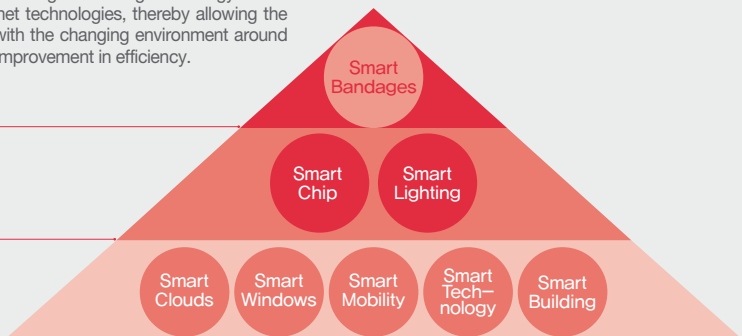 net technologies, thereby allowing the
with the changing environment around
improvement in efficiency.
Smart
Bandages
Smart
Chip
Smart
Lighting
Smart
Clouds
Smart
Windows
Smart
Mobility
Smart
Tech–
nology
Smart
Building